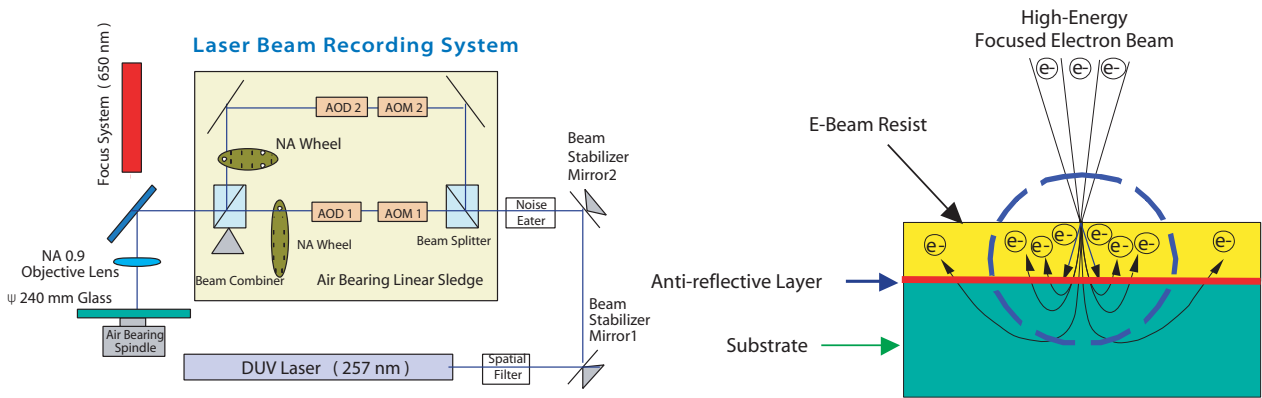 Laser Beam Recording System
Focus System ( 650 nm )
AOD 2
AOM 2
NA Wheel
Beam
Stabilizer
Mirror2
AOD 1
AOM 1
Noise
Eater
NA Wheel
Beam Splitter
NA 0.9
Objective Lens
Beam Combiner
Air Bearing Linear Sledge
ψ 240 mm Glass
Air Bearing
Spindle
Beam
Stabilizer
Mirror1
DUV Laser ( 257 nm )
Spatial
Filter
High-Energy
Focused Electron Beam
e-
e-
e-
E-Beam Resist
e-
e-
e-
e-
e-
e-
e-
e-
Anti-reflective Layer
Substrate